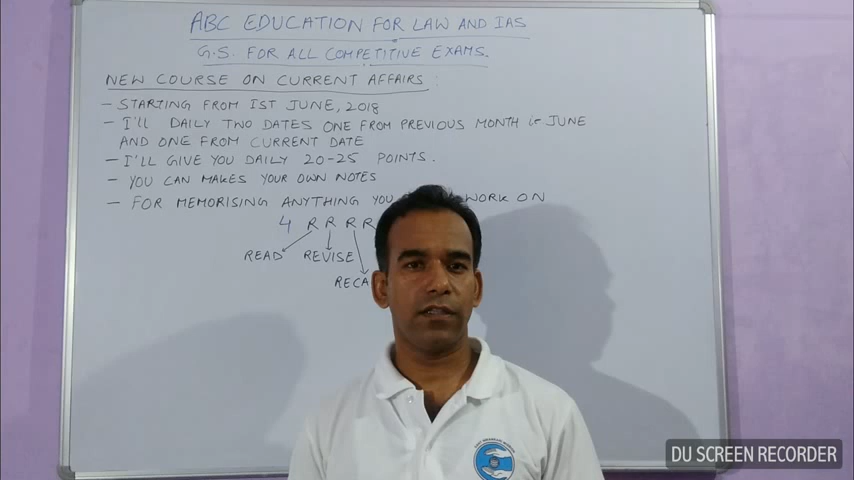 ABC EDUCATION FOR LAW AND IAS
G.S. FOR ALL COMPETITIVE EXAMS.
NEW COURSE ON CURRENT AFFAIRS :
- STARTING FROM IST JUNE, 2018
- I'LL DAILY TWO DATES ONE FROM PREVIOUS MONTH i.e JUNE
AND ONE FROM CURRENT DATE
- I'LL GIVE YOU DAILY 20-25 POINTS.
- YOU CAN MAKES YOUR OWN NOTES
- FOR MEMORISING ANYTHING YOU WORK ON
4 R R R R
READ REVISE
RECA
DU SCREEN RECORDER